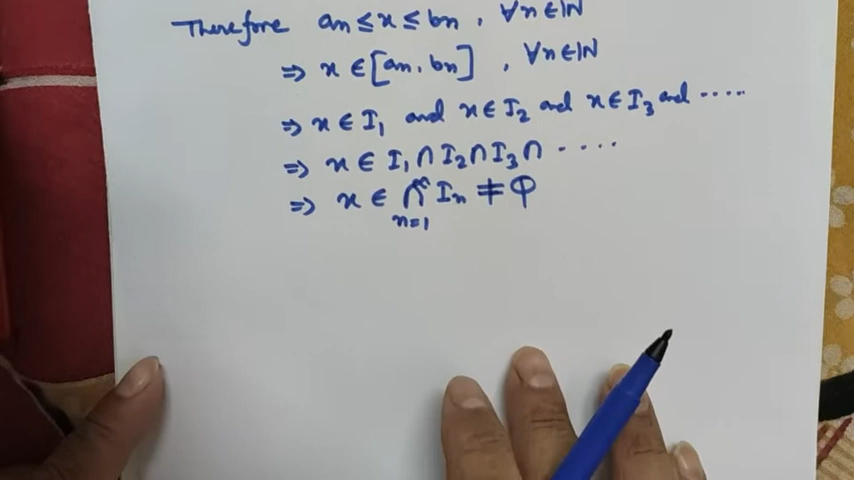 Therefore an ≤ x ≤ bn, ∀n∈ℕ
⇒ x ∈ [an, bn], ∀n∈ℕ
⇒ x ∈ I₁ and x ∈ I₂ and x ∈ I₃ and .....
⇒ x ∈ I₁ ∩ I₂ ∩ I₃ ∩ ....
⇒ x ∈ ∞∩n=1 In ≠ φ